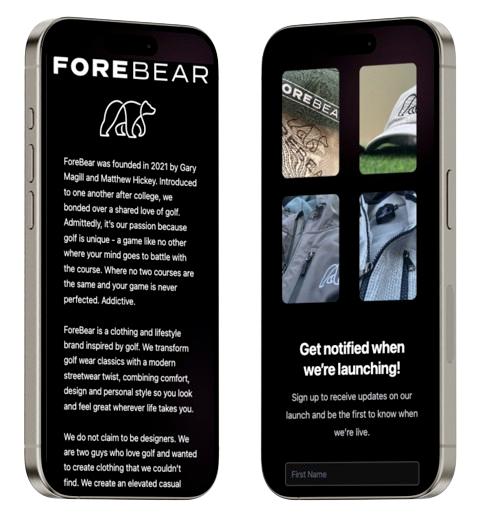 FOREBEAR
ForeBear was founded in 2021 by Gary
Magill and Matthew Hickey. Introduced
to one another after college, we
bonded over a shared love of golf.
Admittedly, it's our passion because
golf is unique - a game like no other
where your mind goes to battle with
the course. Where no two courses are
the same and your game is never
perfected. Addictive.
ForeBear is a clothing and lifestyle
brand inspired by golf. We transform
golf wear classics with a modern
streetwear twist, combining comfort,
design and personal style so you look
and feel great wherever life takes you.
We do not claim to be designers. We
are two guys who love golf and wanted
to create clothing that we couldn't
find. We create an elevated casual
FOREBEAR
Get notified when
we're launching!
Sign up to receive updates on our
launch and be the first to know when
we're live.
First Name